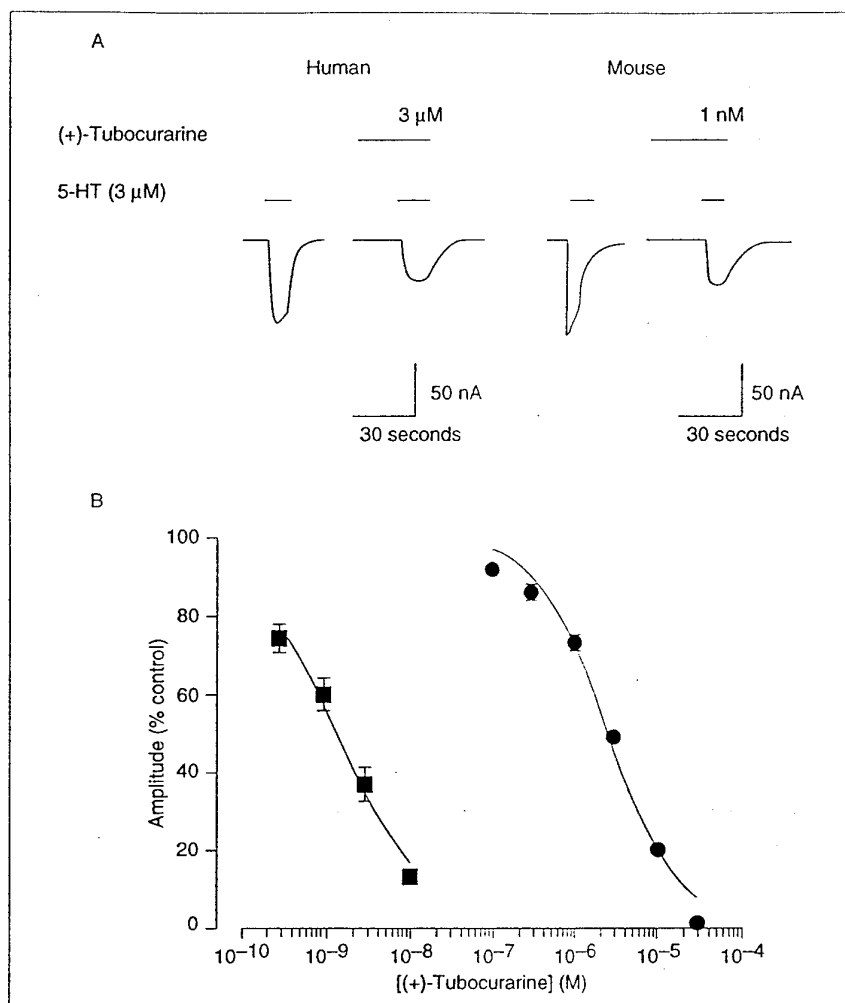 A
Human Mouse
3 μM 1 nM
(+)-Tubocurarine
5-HT (3 μM)
50 nA 50 nA
30 seconds 30 seconds
B
100
80
60
40
20
0
Amplitude (% control)
10⁻¹⁰ 10⁻⁹ 10⁻⁸ 10⁻⁷ 10⁻⁶ 10⁻⁵ 10⁻⁴
[(+)-Tubocurarine] (M)